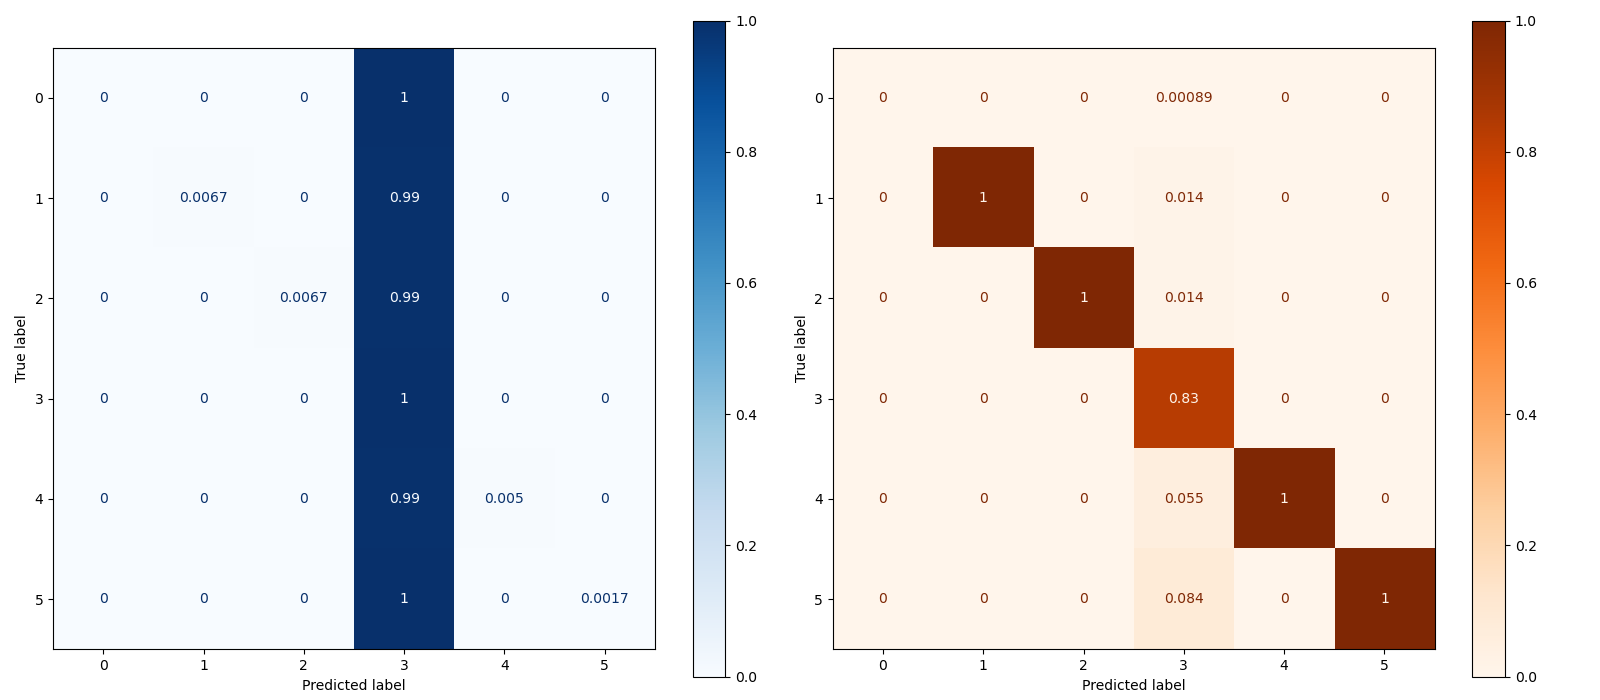 1.0
0 0 0 0 1 0 0
0.8
1 0 0.0067 0 0.99 0 0
2 0 0 0.0067 0.99 0 0
0.6
True label
3 0 0 0 1 0 0
0.4
4 0 0 0 0.99 0.005 0
0.2
5 0 0 0 1 0 0.0017
0 1 2 3 4 5
0.0
Predicted label
1.0
0 0 0 0 0.00089 0 0
0.8
1 0 1 0 0.014 0 0
2 0 0 1 0.014 0 0
0.6
True label
3 0 0 0 0.83 0 0
0.4
4 0 0 0 0.055 1 0
0.2
5 0 0 0 0.084 0 1
0 1 2 3 4 5
0.0
Predicted label